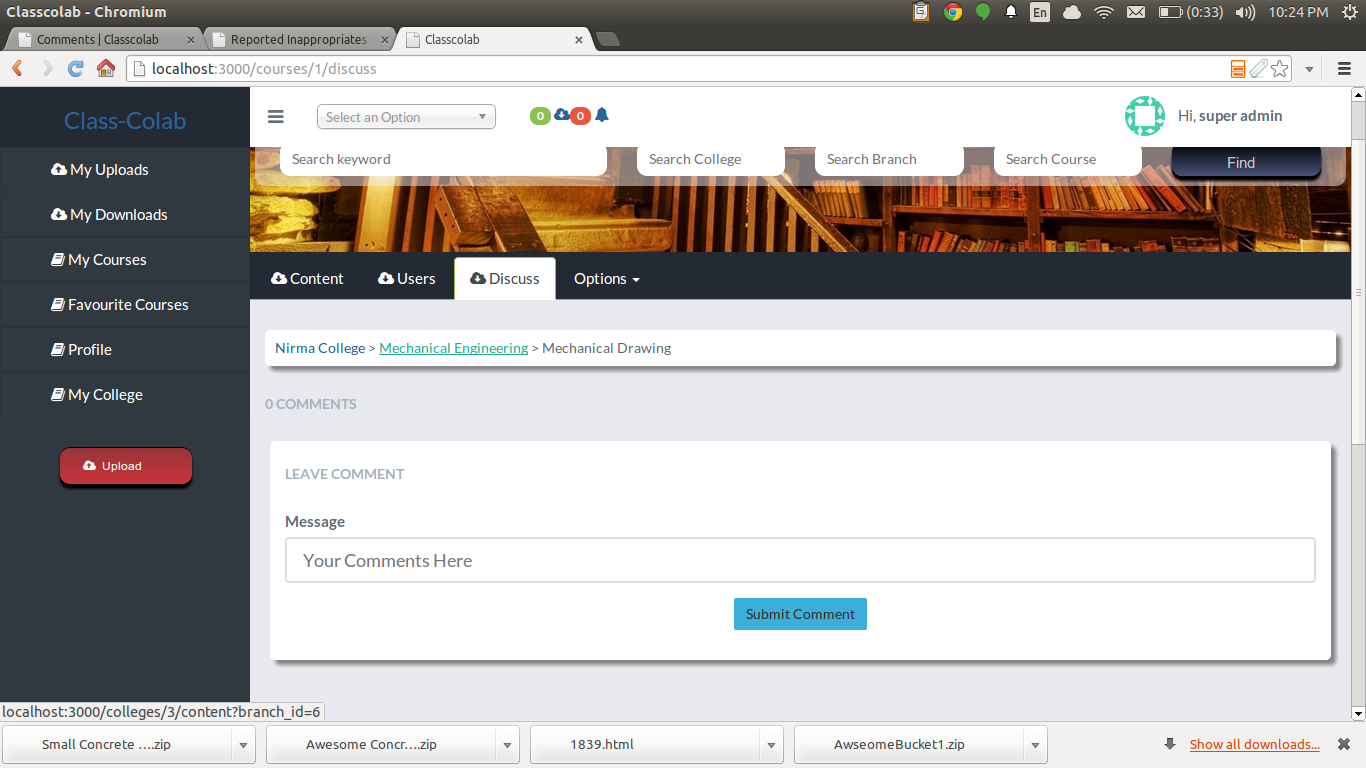 Classcolab - Chromium
En
(0:33)
10:24 PM
Comments | Classcolab
Reported Inappropriates
Classcolab
localhost:3000/courses/1/discuss
Class-Colab
Select an Option
0
0
Hi, super admin
My Uploads
My Downloads
My Courses
Favourite Courses
Profile
My College
Upload
Search keyword
Search College
Search Branch
Search Course
Find
Content
Users
Discuss
Options
Nirma College > Mechanical Engineering > Mechanical Drawing
0 COMMENTS
LEAVE COMMENT
Message
Your Comments Here
Submit Comment
localhost:3000/colleges/3/content?branch_id=6
Small Concrete ....zip
Awesome Concr....zip
1839.html
AwseomeBucket1.zip
Show all downloads...